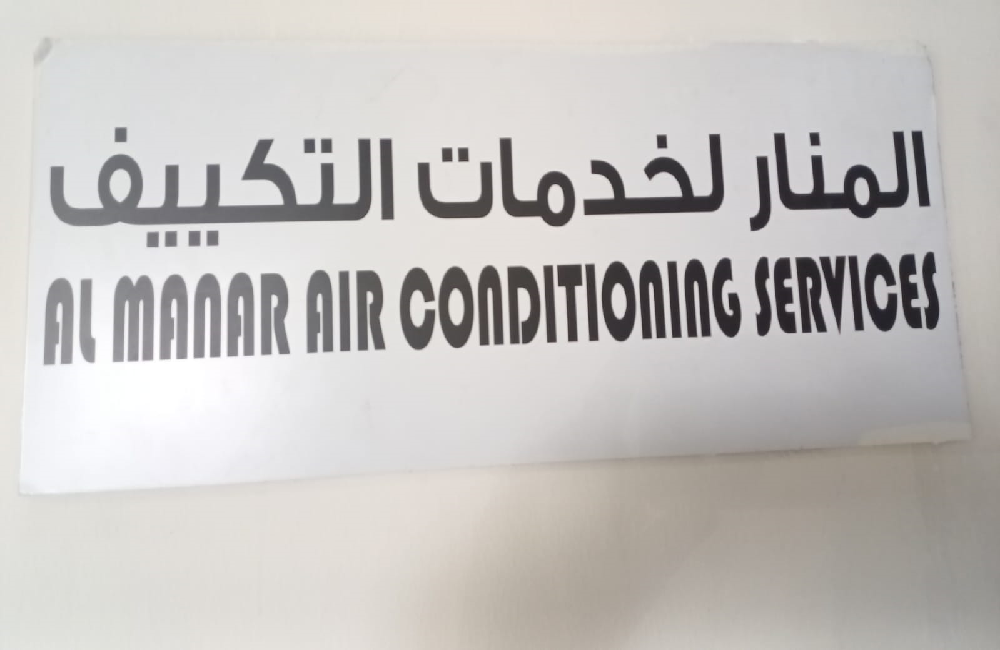 المنار لخدمات التكييف
AL MANAR AIR CONDITIONING SERVICES